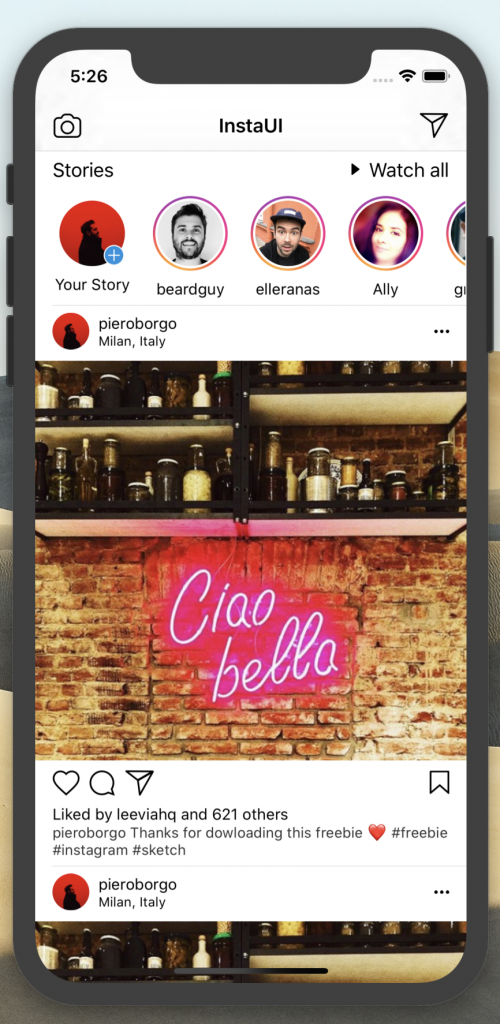 5:26
InstaUI
Stories
Watch all
Your Story
beardguy
elleranas
Ally
pieroborgo
Milan, Italy
Ciao
bella
Liked by leeviahq and 621 others
pieroborgo Thanks for dowloading this freebie ❤️ #freebie
#instagram #sketch
pieroborgo
Milan, Italy